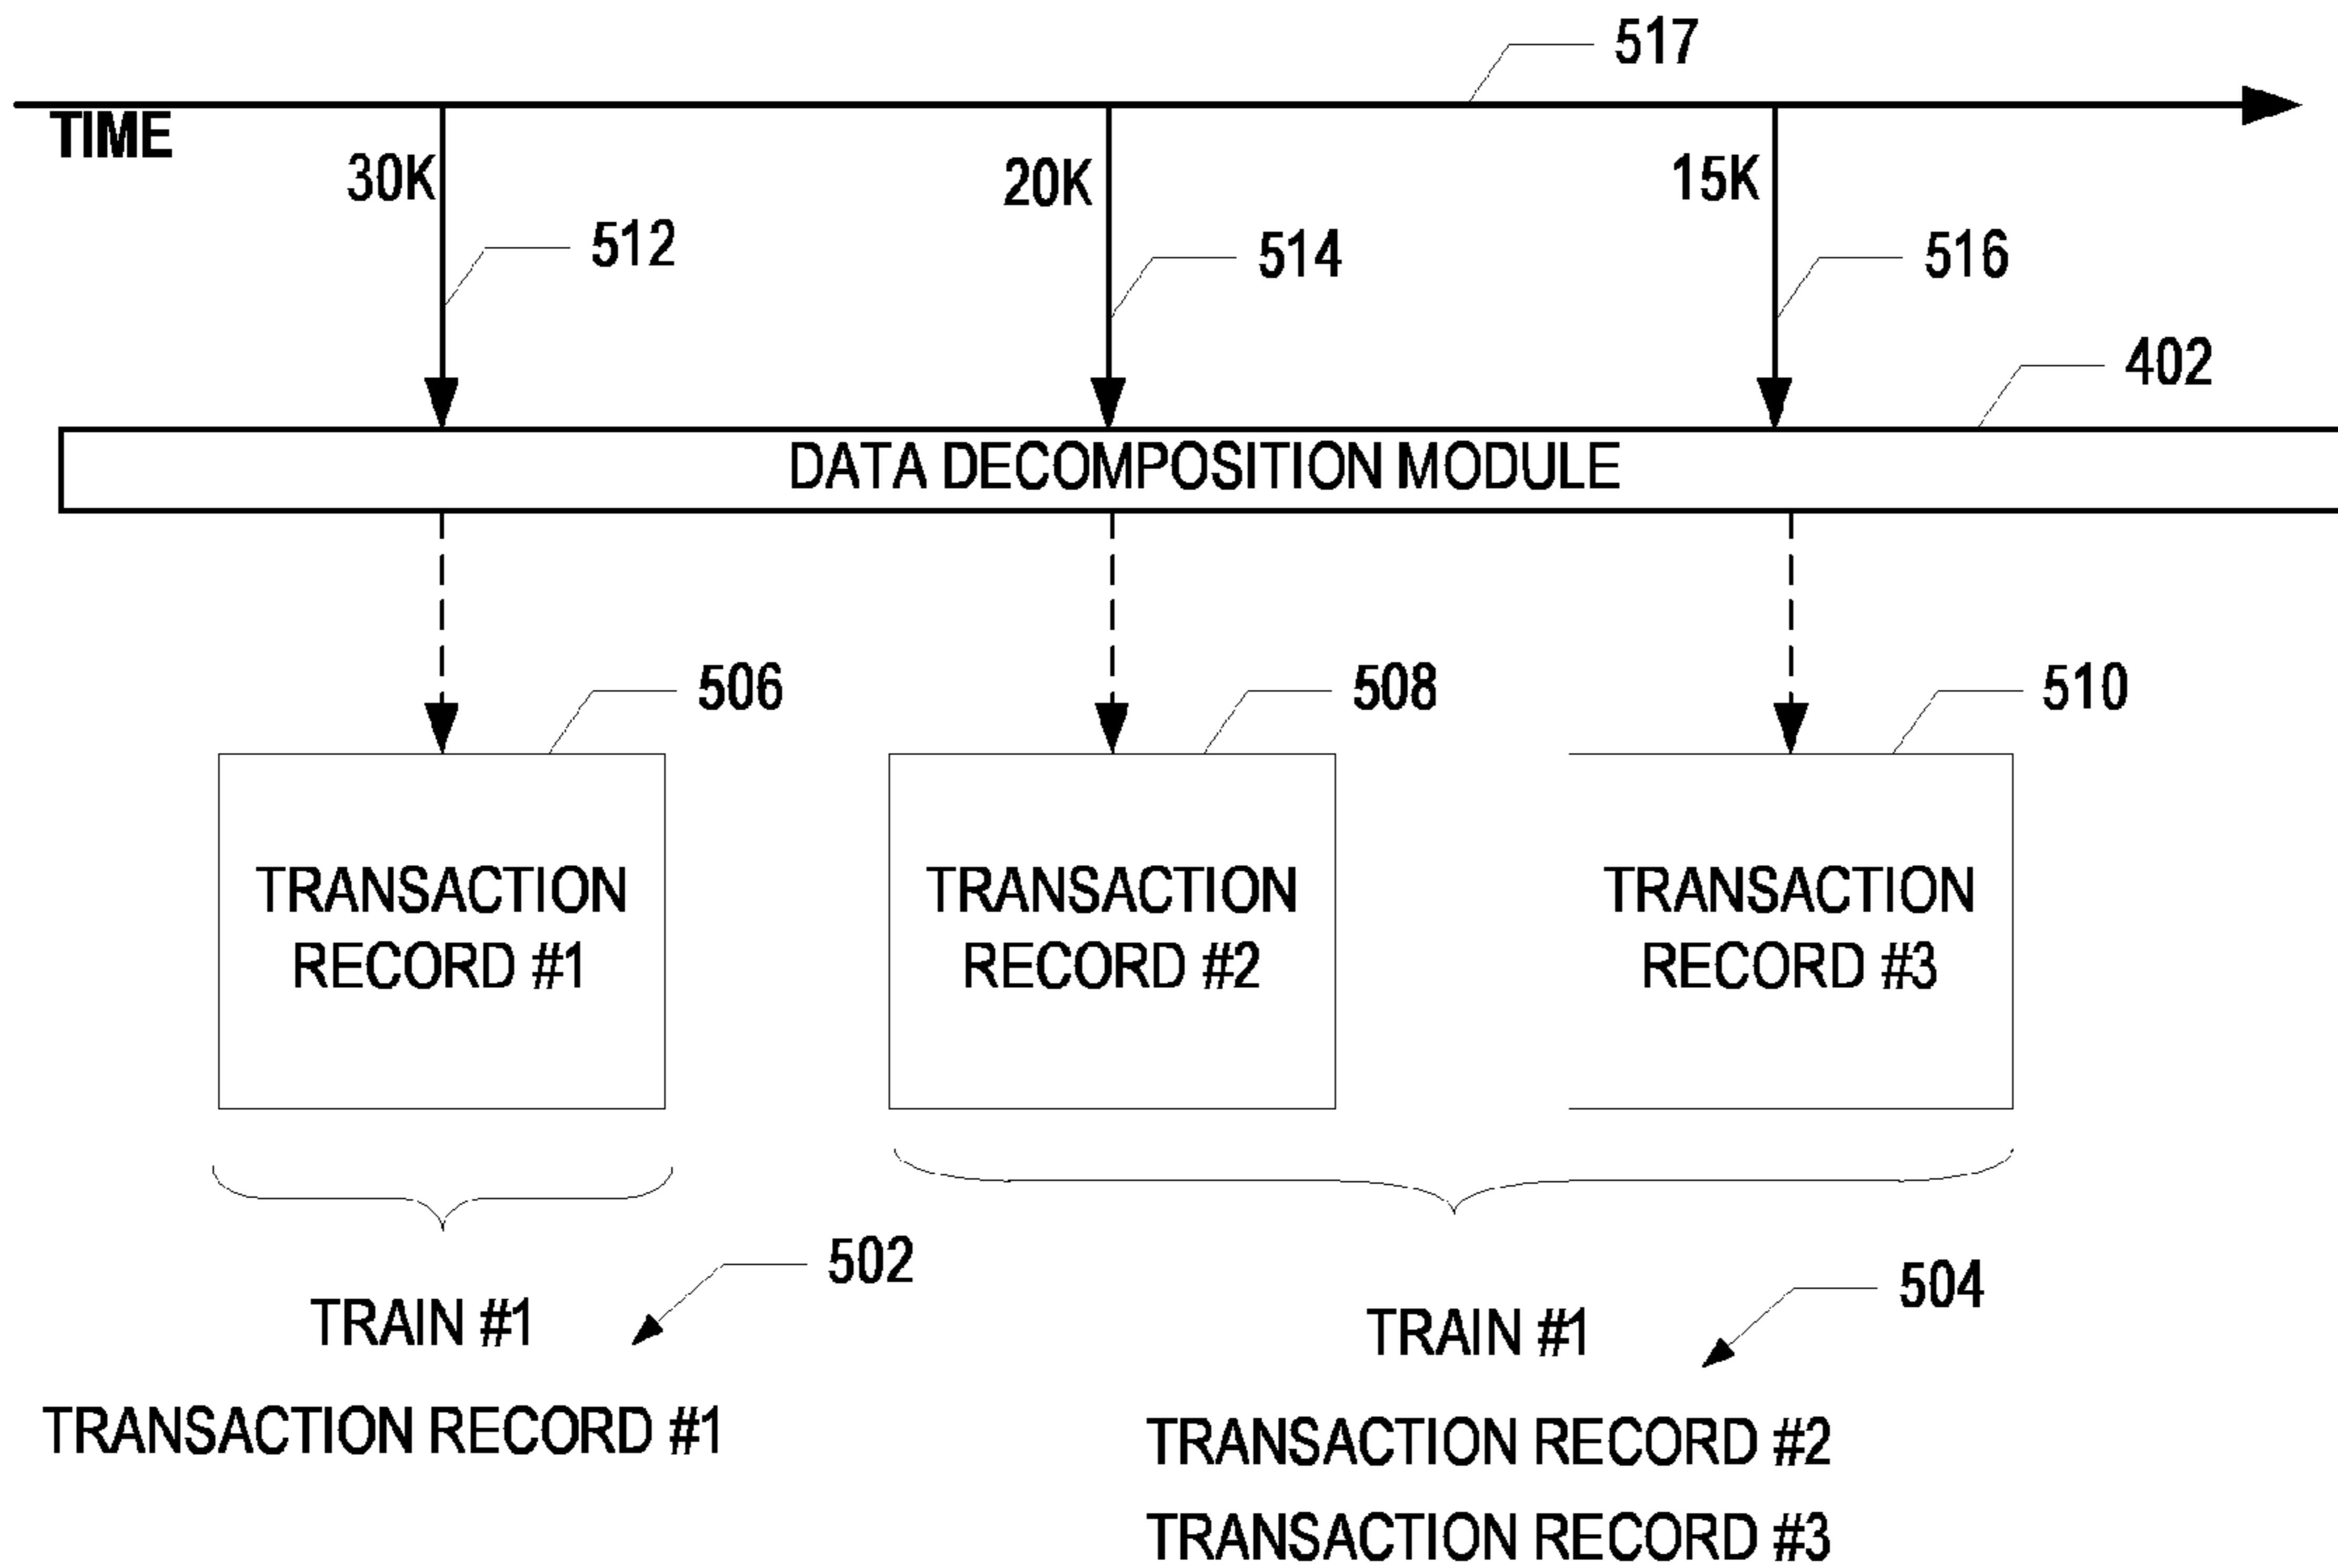 517
TIME
30K
20K
15K
512
514
516
402
DATA DECOMPOSITION MODULE
506
508
510
TRANSACTION
RECORD #1
TRANSACTION
RECORD #2
TRANSACTION
RECORD #3
502
504
TRAIN #1
TRANSACTION RECORD #1
TRAIN #1
TRANSACTION RECORD #2
TRANSACTION RECORD #3